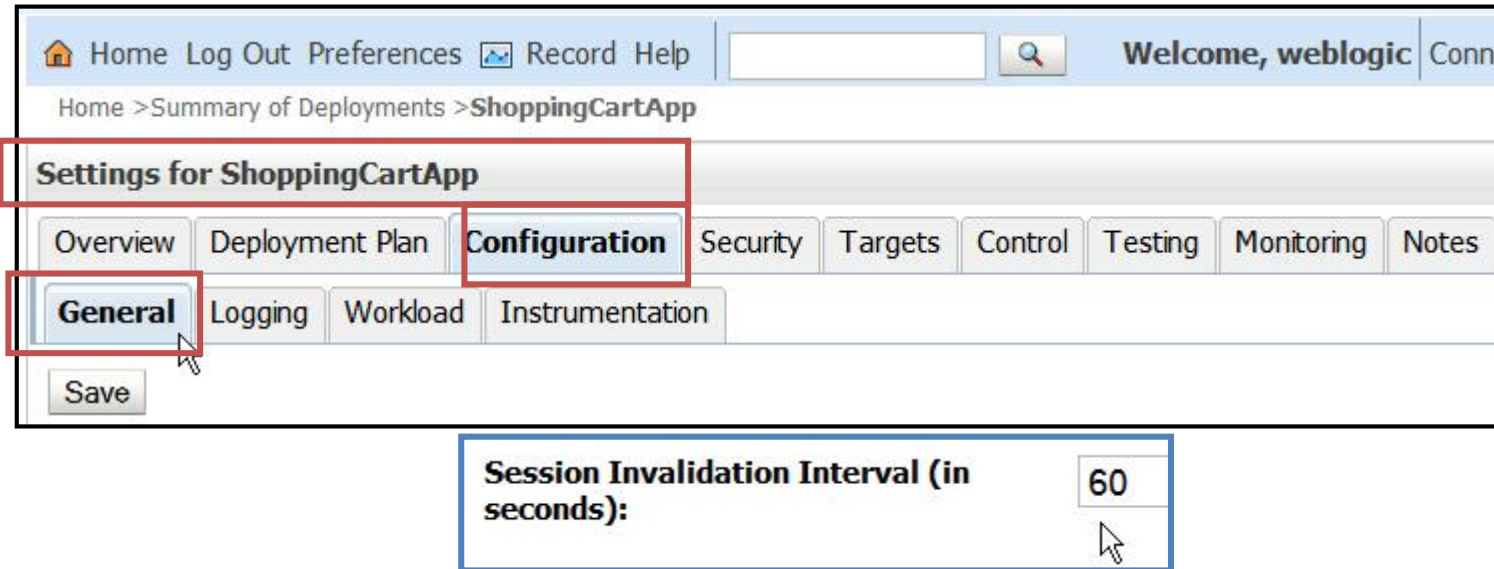 Home Log Out Preferences Record Help Welcome, weblogic Conn
Home >Summary of Deployments >ShoppingCartApp
Settings for ShoppingCartApp
Overview Deployment Plan Configuration Security Targets Control Testing Monitoring Notes
General Logging Workload Instrumentation
Save
Session Invalidation Interval (in 60
seconds):